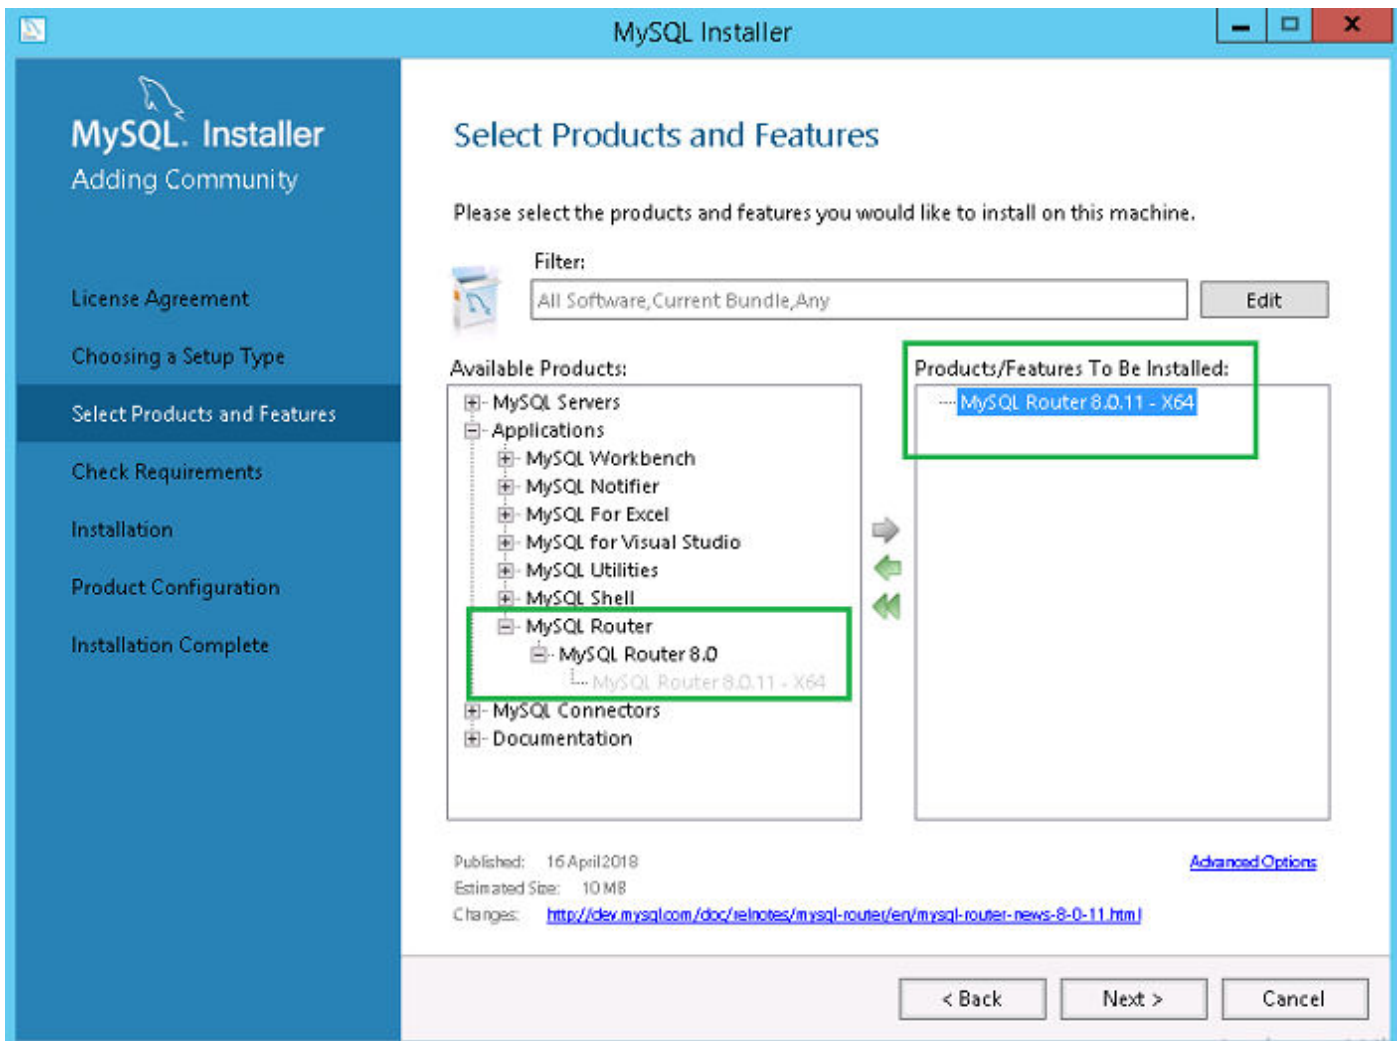 MySQL Installer
MySQL. Installer
Adding Community
License Agreement
Choosing a Setup Type
Select Products and Features
Check Requirements
Installation
Product Configuration
Installation Complete
Select Products and Features
Please select the products and features you would like to install on this machine.
Filter:
All Software,Current Bundle,Any
Edit
Available Products:
MySQL Servers
Applications
MySQL Workbench
MySQL Notifier
MySQL For Excel
MySQL for Visual Studio
MySQL Utilities
MySQL Shell
MySQL Router
MySQL Router 8.0
MySQL Router 8.0.11 - X64
MySQL Connectors
Documentation
Products/Features To Be Installed:
MySQL Router 8.0.11 - X64
Published: 16 April 2018
Estimated Size: 10 MB
Changes: http://dev.mysql.com/doc/relnotes/mysql-router/en/mysql-router-news-8-0-11.html
Advanced Options
< Back
Next >
Cancel